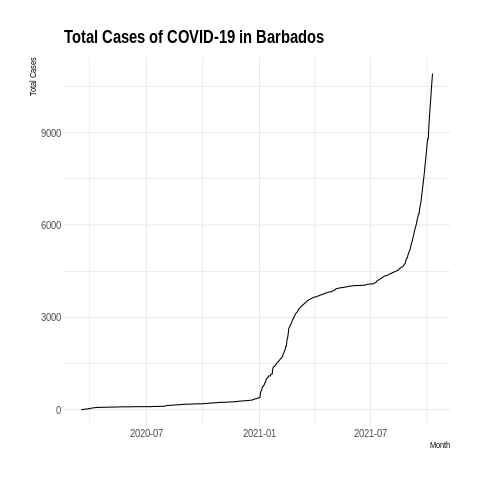 Total Cases of COVID-19 in Barbados
Total Cases
9000
6000
3000
0
2020-07 2021-01 2021-07
Month